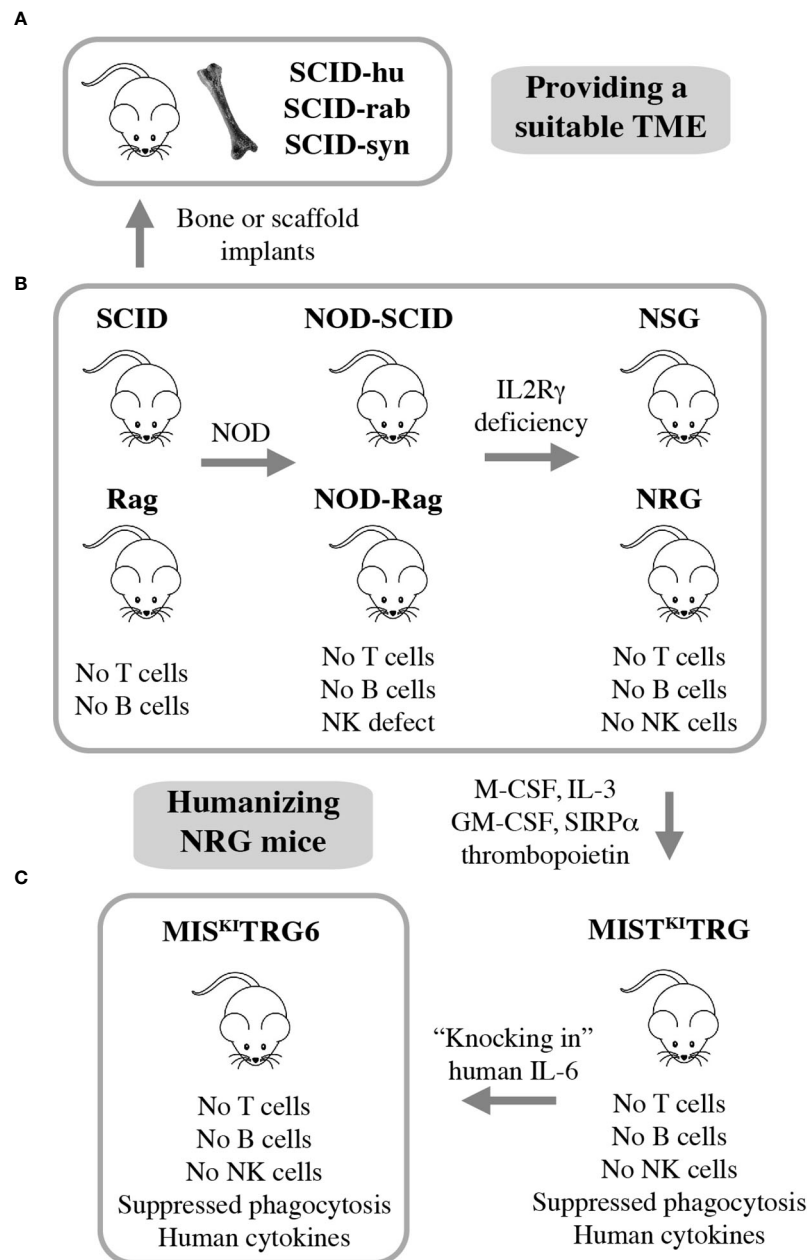 A
SCID-hu
SCID-rab
SCID-syn
Providing a
suitable TME
Bone or scaffold
implants
B
SCID
NOD-SCID
NSG
NOD
IL2Rγ
deficiency
Rag
NOD-Rag
NRG
No T cells
No B cells
No T cells
No B cells
NK defect
No T cells
No B cells
No NK cells
Humanizing
NRG mice
M-CSF, IL-3
GM-CSF, SIRPα
thrombopoietin
C
MISᴷᴵTRG6
MISTᴷᴵTRG
"Knocking in"
human IL-6
No T cells
No B cells
No NK cells
Suppressed phagocytosis
Human cytokines
No T cells
No B cells
No NK cells
Suppressed phagocytosis
Human cytokines